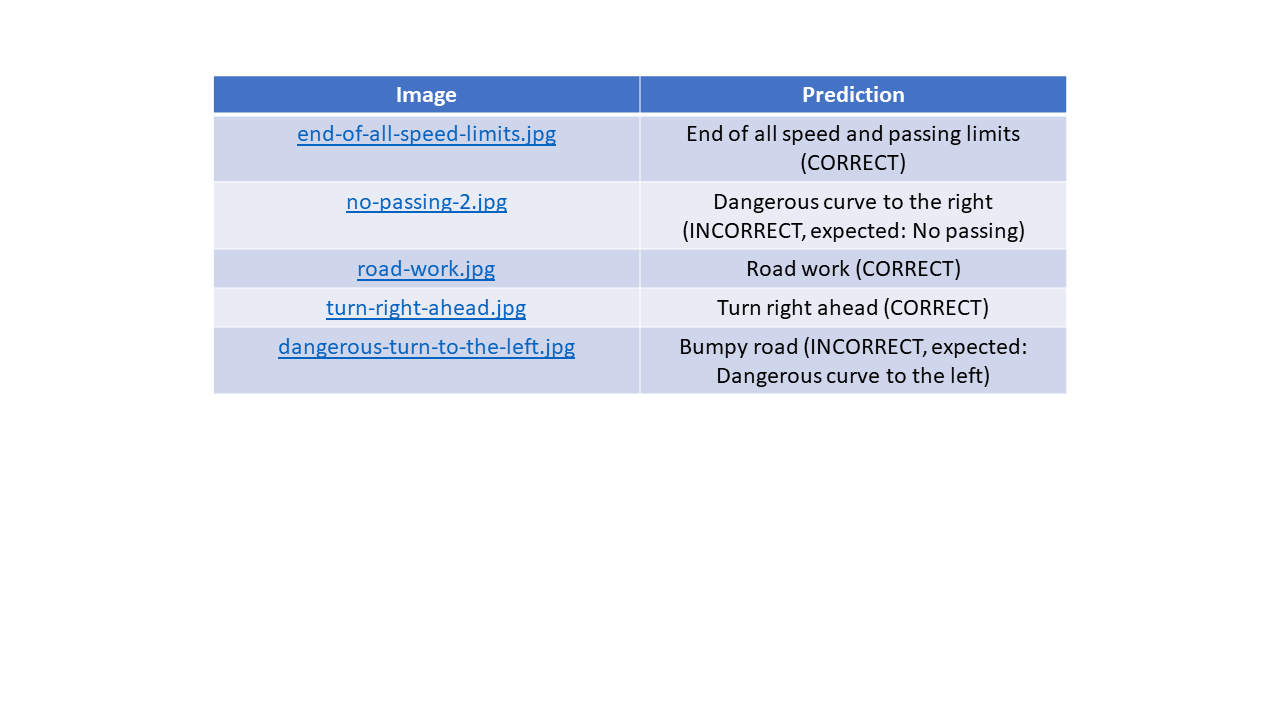 Image Prediction
end-of-all-speed-limits.jpg End of all speed and passing limits
(CORRECT)
no-passing-2.jpg Dangerous curve to the right
(INCORRECT, expected: No passing)
road-work.jpg Road work (CORRECT)
turn-right-ahead.jpg Turn right ahead (CORRECT)
dangerous-turn-to-the-left.jpg Bumpy road (INCORRECT, expected:
Dangerous curve to the left)